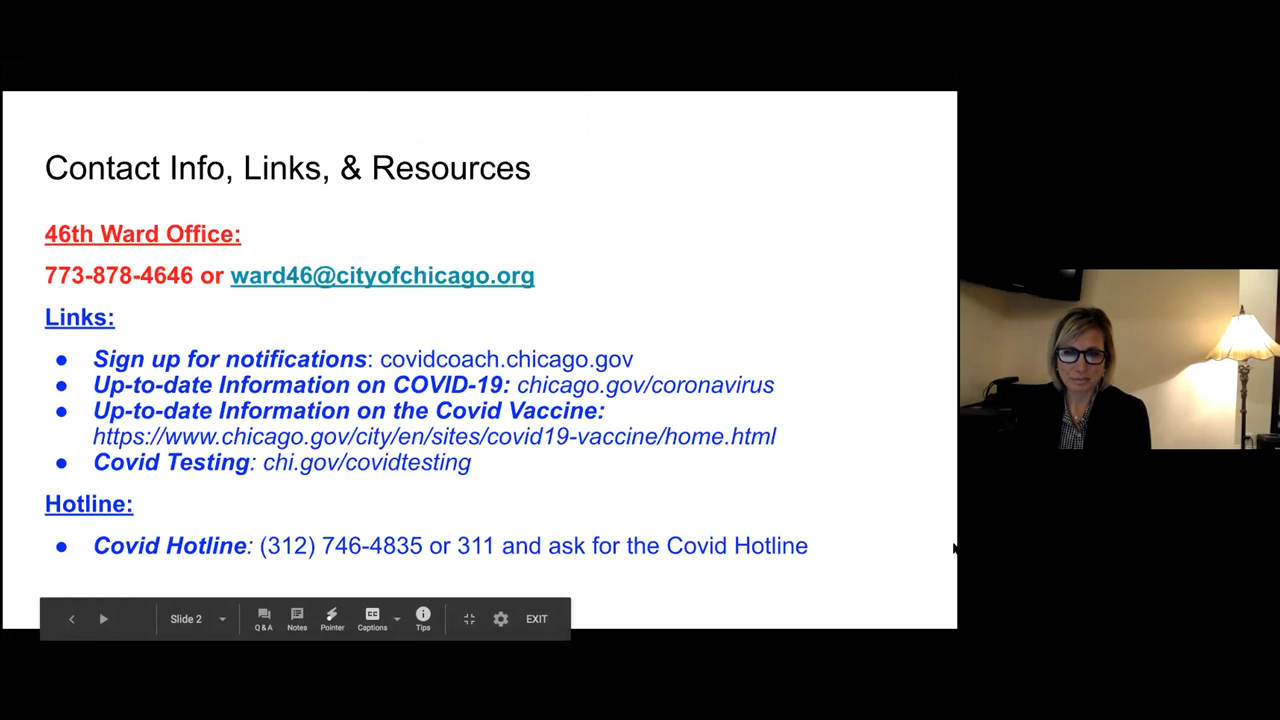 Contact Info, Links, & Resources
46th Ward Office:
773-878-4646 or ward46@cityofchicago.org
Links:
● Sign up for notifications: covidcoach.chicago.gov
● Up-to-date Information on COVID-19: chicago.gov/coronavirus
● Up-to-date Information on the Covid Vaccine:
https://www.chicago.gov/city/en/sites/covid19-vaccine/home.html
● Covid Testing: chi.gov/covidtesting
Hotline:
● Covid Hotline: (312) 746-4835 or 311 and ask for the Covid Hotline
Slide 2 Q & A Notes Pointer CC Captions Tips EXIT